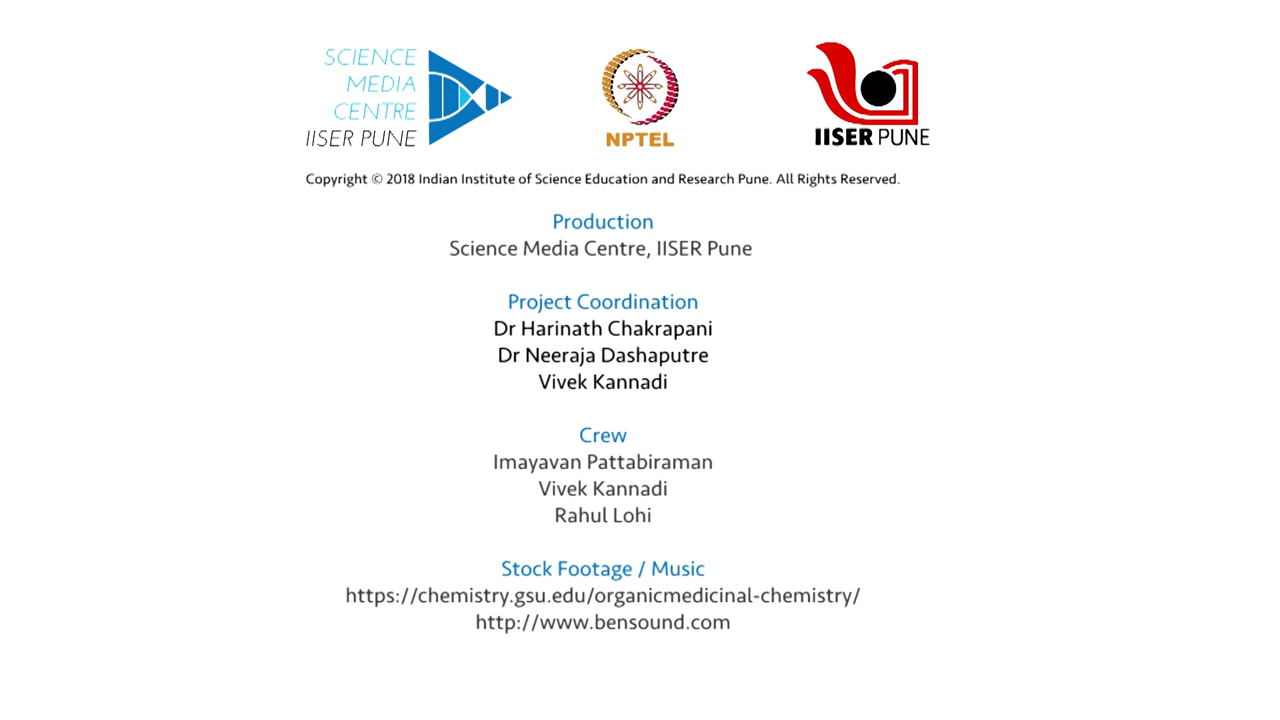 SCIENCE
MEDIA
CENTRE
IISER PUNE
NPTEL
IISER PUNE
Copyright © 2018 Indian Institute of Science Education and Research Pune. All Rights Reserved.
Production
Science Media Centre, IISER Pune
Project Coordination
Dr Harinath Chakrapani
Dr Neeraja Dashaputre
Vivek Kannadi
Crew
Imayavan Pattabiraman
Vivek Kannadi
Rahul Lohi
Stock Footage / Music
https://chemistry.gsu.edu/organicmedicinal-chemistry/
http://www.bensound.com